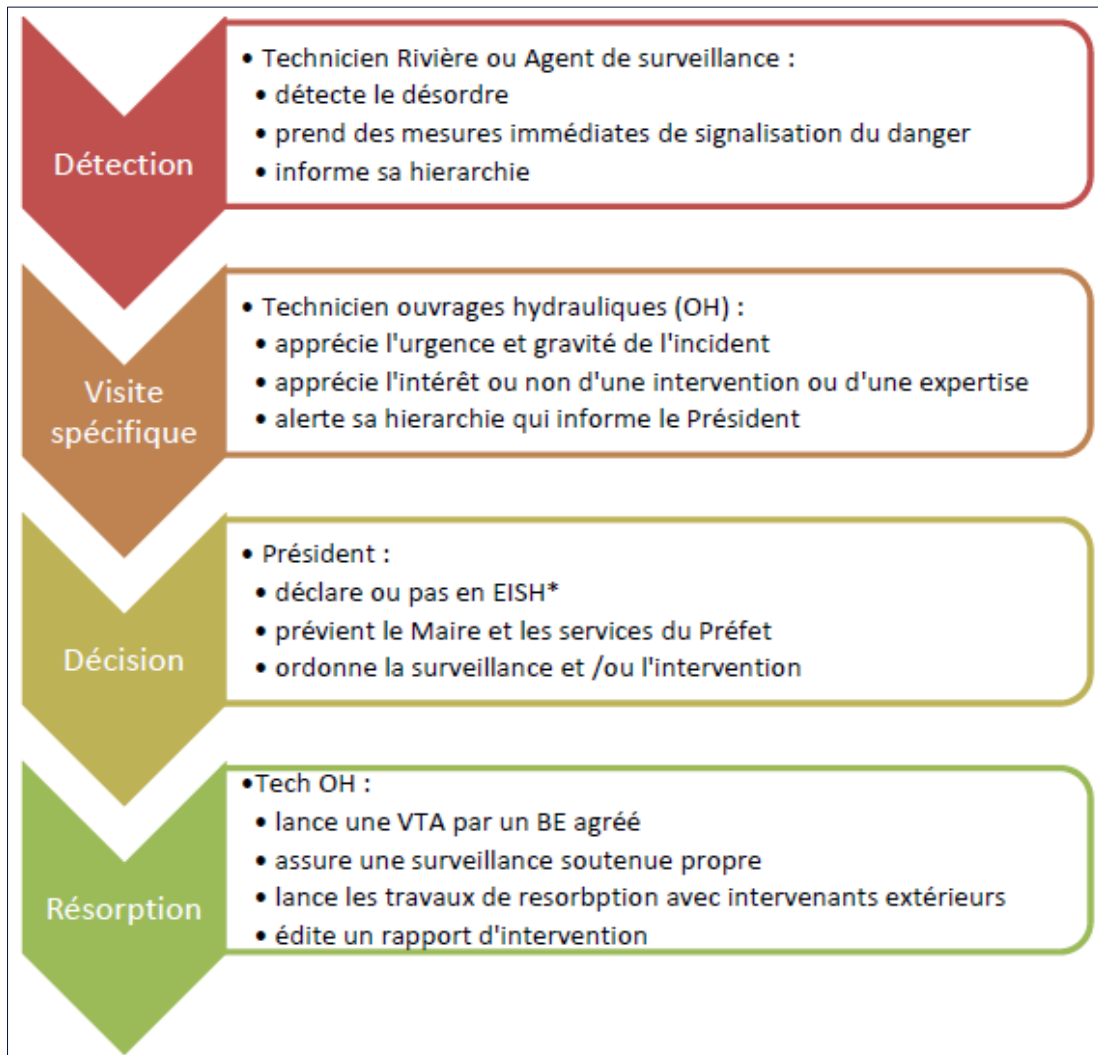 Détection
• Technicien Rivière ou Agent de surveillance :
• détecte le désordre
• prend des mesures immédiates de signalisation du danger
• informe sa hierarchie
Visite
spécifique
• Technicien ouvrages hydrauliques (OH) :
• apprécie l'urgence et gravité de l'incident
• apprécie l'intérêt ou non d'une intervention ou d'une expertise
• alerte sa hierarchie qui informe le Président
Décision
• Président :
• déclare ou pas en EISH*
• prévient le Maire et les services du Préfet
• ordonne la surveillance et /ou l'intervention
Résorption
•Tech OH :
• lance une VTA par un BE agréé
• assure une surveillance soutenue propre
• lance les travaux de resorbption avec intervenants extérieurs
• édite un rapport d'intervention